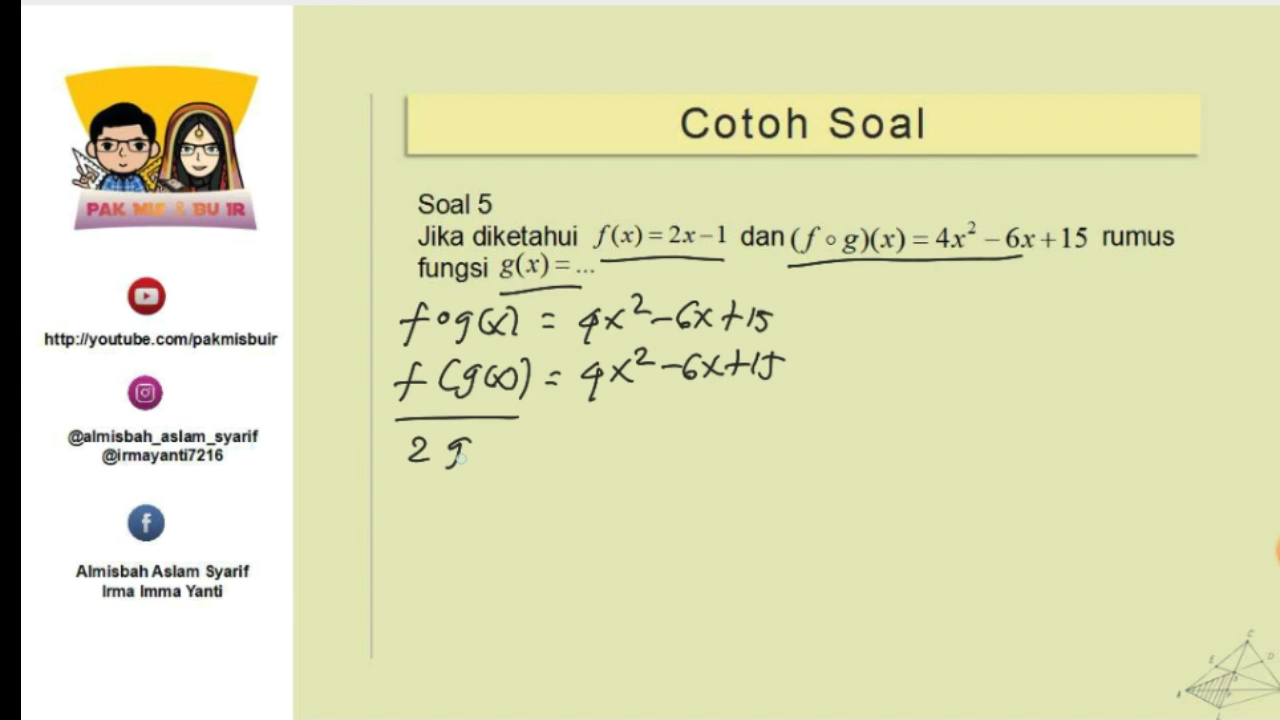 PAK MIS & BU IR
http://youtube.com/pakmisbuir
@almisbah_aslam_syarif
@irmayanti7216
f
Almisbah Aslam Syarif
Irma Imma Yanti
Cotoh Soal
Soal 5
Jika diketahui f(x) = 2x − 1 dan (f ∘ g)(x) = 4x² − 6x + 15 rumus
fungsi g(x) = ...
f∘g(x) = 4x² − 6x + 15
f(g(x)) = 4x² − 6x + 15
2 g